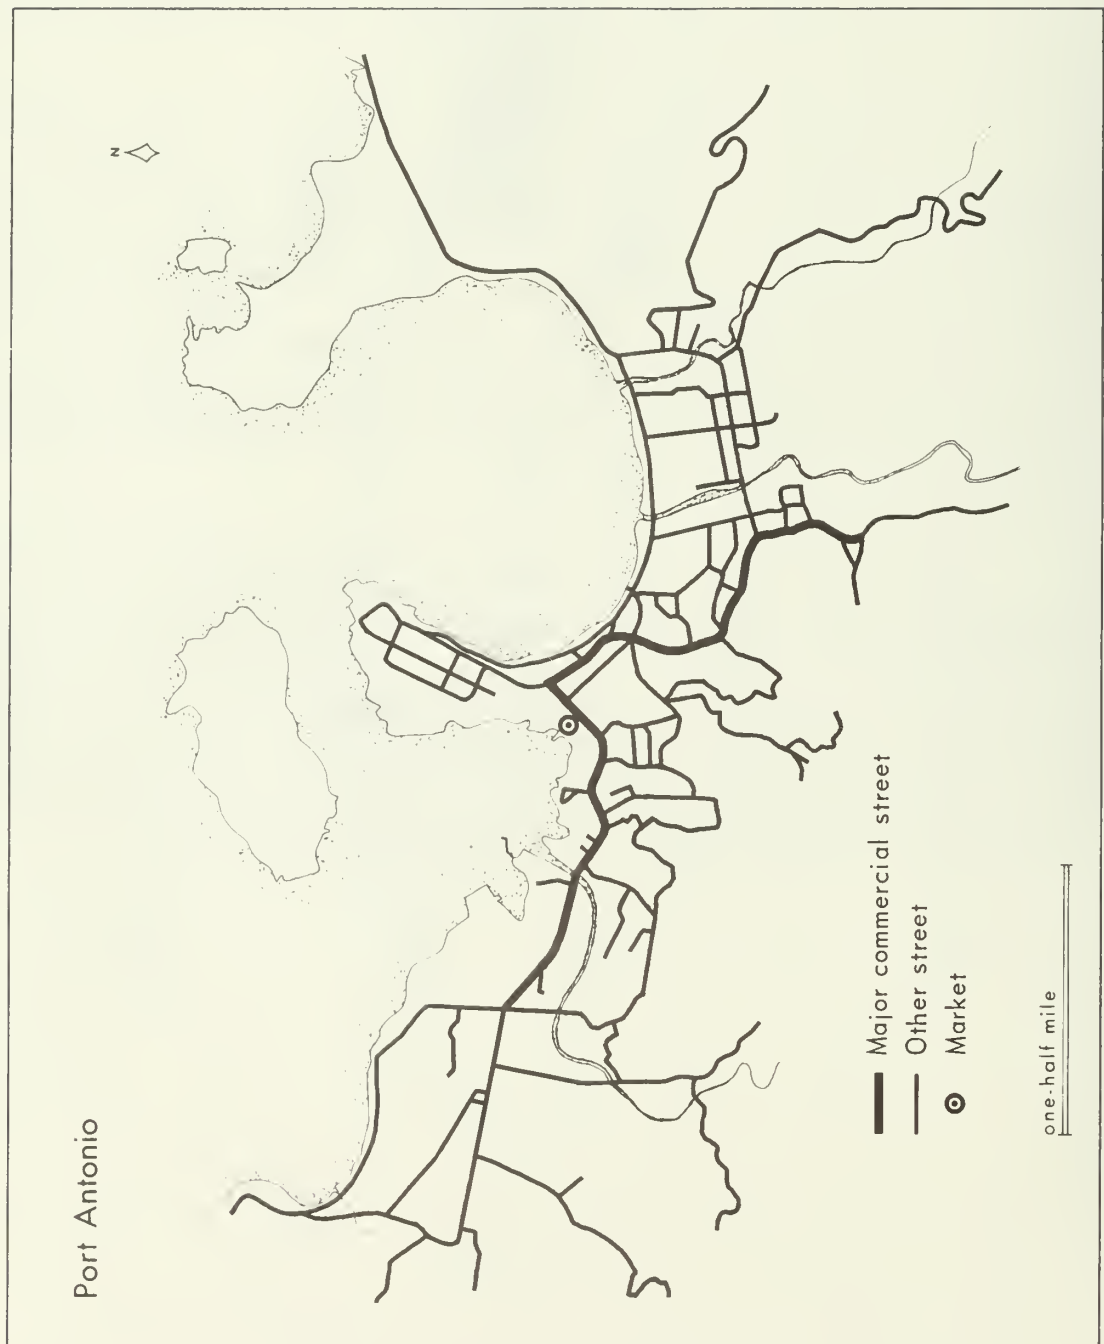 Port Antonio
N
Major commercial street
Other street
Market
one-half mile